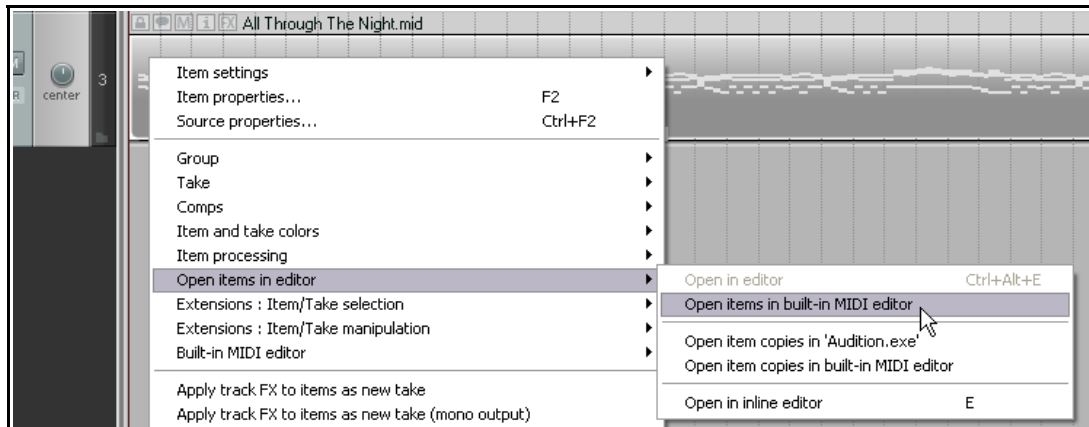 M i FX All Through The Night.mid
center
3
Item settings
Item properties... F2
Source properties... Ctrl+F2
Group
Take
Comps
Item and take colors
Item processing
Open items in editor
Extensions : Item/Take selection
Extensions : Item/Take manipulation
Built-in MIDI editor
Apply track FX to items as new take
Apply track FX to items as new take (mono output)
Open in editor Ctrl+Alt+E
Open items in built-in MIDI editor
Open item copies in 'Audition.exe'
Open item copies in built-in MIDI editor
Open in inline editor E